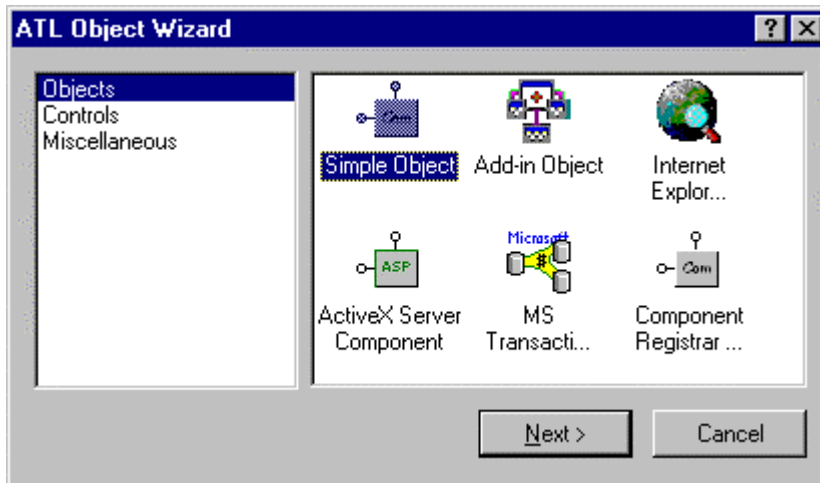 ATL Object Wizard
Objects
Controls
Miscellaneous
Com
Simple Object
Add-in Object
Internet
Explor...
ASP
ActiveX Server
Component
Microsoft
#
MS
Transacti...
Com
Component
Registrar ...
Next >
Cancel